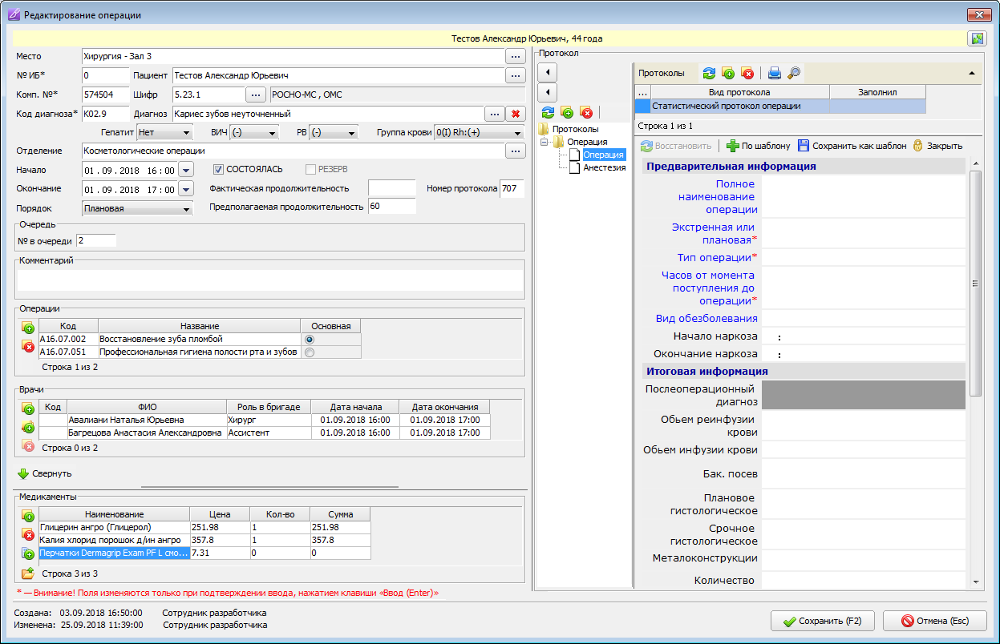 Редактирование операции
Тестов Александр Юрьевич, 44 года
Место Хирургия - Зал 3 ...
№ ИБ* 0 Пациент Тестов Александр Юрьевич ...
Комп. №* 574504 Шифр 5.23.1 ... РОСНО-МС , ОМС
Код диагноза* K02.9 Диагноз Кариес зубов неуточненный ...
Гепатит Нет ВИЧ (-) РВ (-) Группа крови 0(I) Rh:(+)
Отделение Косметологические операции ...
Начало 01 . 09 . 2018 16 : 00 СОСТОЯЛАСЬ РЕЗЕРВ
Окончание 01 . 09 . 2018 17 : 00 Фактическая продолжительность Номер протокола 707
Порядок Плановая Предполагаемая продолжительность 60
Очередь
№ в очереди 2
Комментарий
Операции
Код Название Основная
A16.07.002 Восстановление зуба пломбой
A16.07.051 Профессиональная гигиена полости рта и зубов
Строка 1 из 2
Врачи
Код ФИО Роль в бригаде Дата начала Дата окончания
Авалиани Наталья Юрьевна Хирург 01.09.2018 16:00 01.09.2018 17:00
Багрецова Анастасия Александровна Ассистент 01.09.2018 16:00 01.09.2018 17:00
Строка 0 из 2
Свернуть
Медикаменты
Наименование Цена Кол-во Сумма
Глицерин ангро (Глицерол) 251.98 1 251.98
Калия хлорид порошок д/ин ангро 357.8 1 357.8
Перчатки Dermagrip Exam PF L смо... 7.31 0 0
Строка 3 из 3
* — Внимание! Поля изменяются только при подтверждении ввода, нажатием клавиши «Ввод (Enter)»
Создана: 03.09.2018 16:50:00 Сотрудник разработчика
Изменена: 25.09.2018 11:39:00 Сотрудник разработчика
Протокол
Протоколы
Операция
Операция
Анестезия
Протоколы
... Вид протокола Заполнил
Статистический протокол операции
Строка 1 из 1
Восстановить По шаблону Сохранить как шаблон Закрыть
Предварительная информация
Полное
наименование
операции
Экстренная или
плановая*
Тип операции*
Часов от момента
поступления до
операции*
Вид обезболевания
Начало наркоза :
Окончание наркоза :
Итоговая информация
Послеоперационный
диагноз
Обьем реинфузии
крови
Обьем инфузии крови
Бак. посев
Плановое
гистологическое
Срочное
гистологическое
Металоконструкции
Количество
Сохранить (F2) Отмена (Esc)